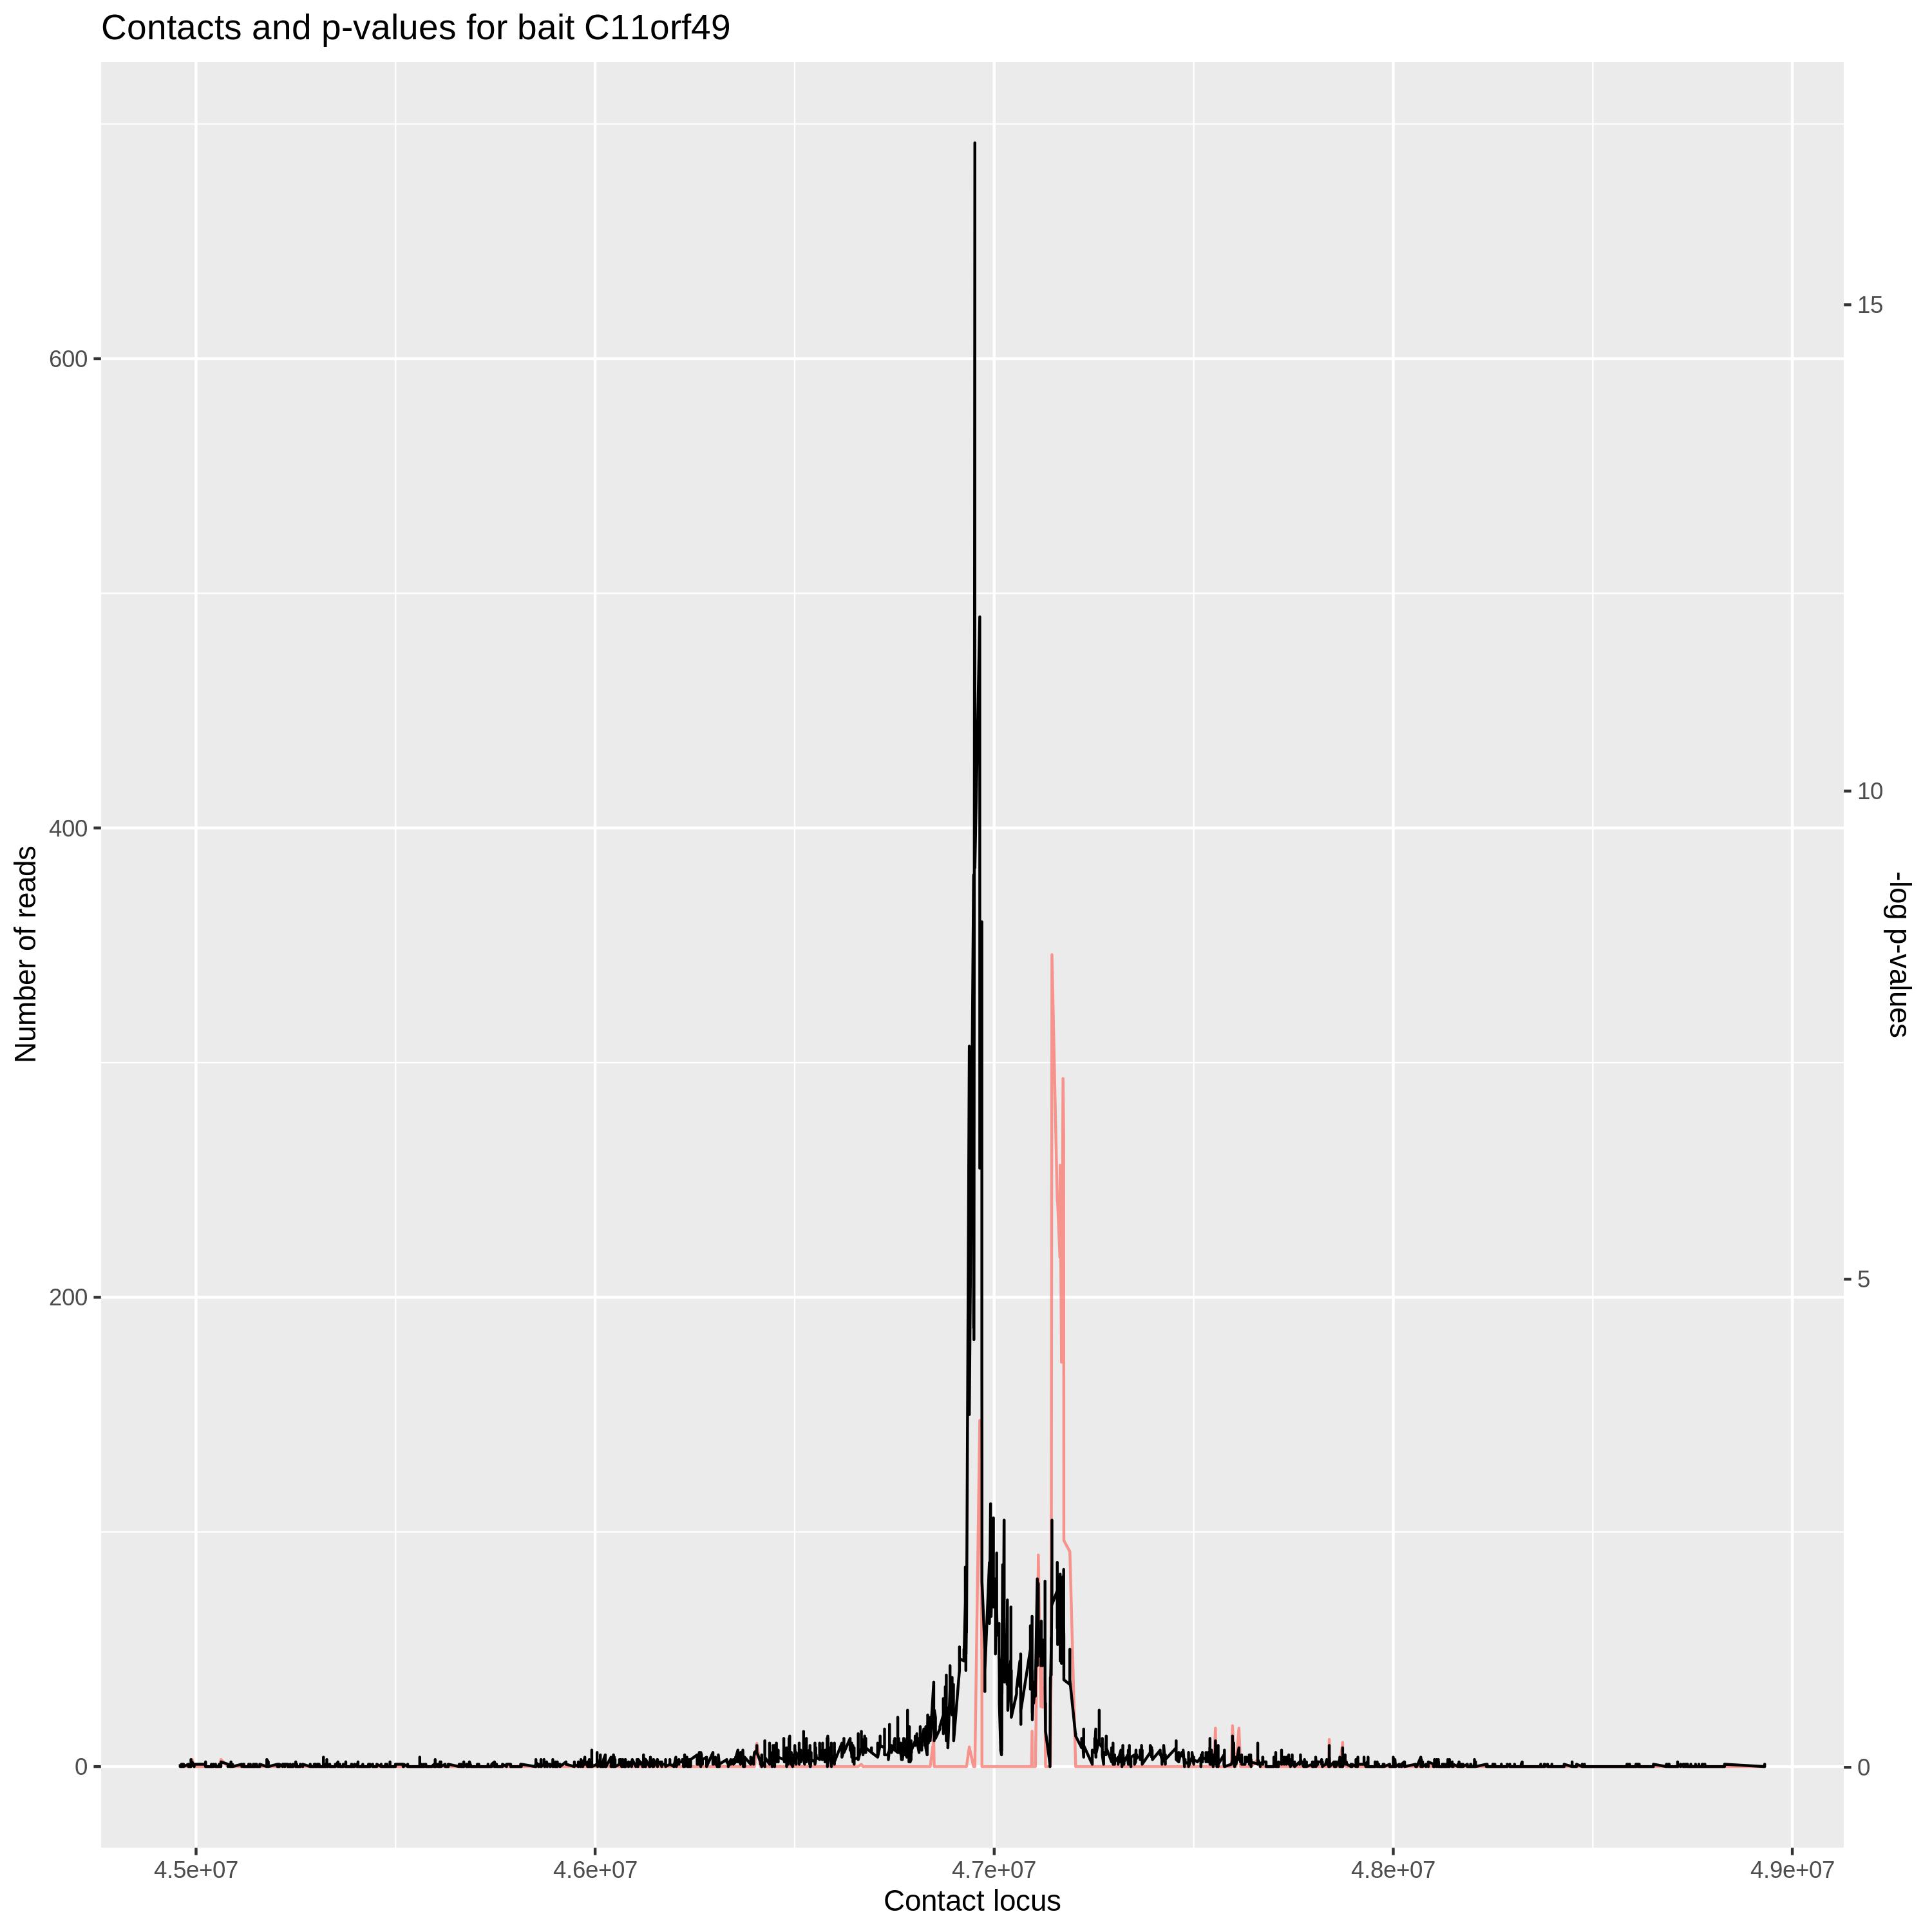 Contacts and p-values for bait C11orf49
Number of reads
600
400
200
0
15
10
5
0
-log p-values
4.5e+07 4.6e+07 4.7e+07 4.8e+07 4.9e+07
Contact locus